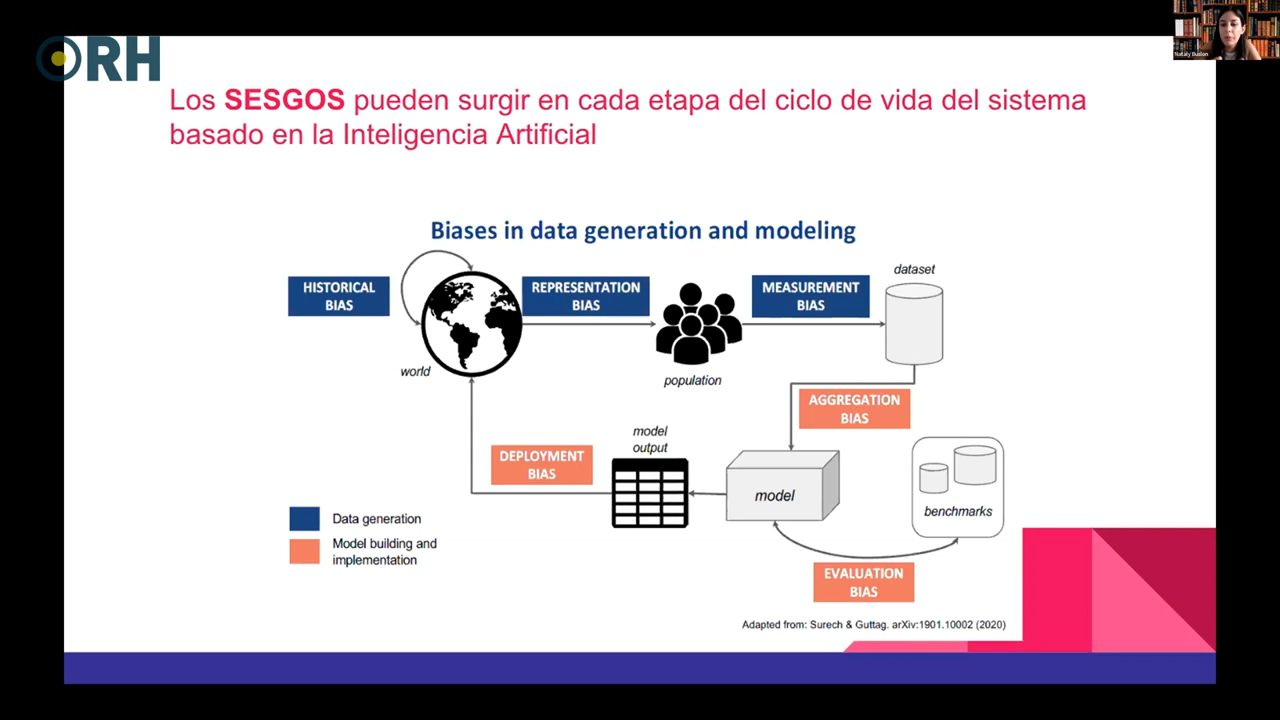 ORH
Nataly Buslon
Los SESGOS pueden surgir en cada etapa del ciclo de vida del sistema
basado en la Inteligencia Artificial
Biases in data generation and modeling
HISTORICAL
BIAS
REPRESENTATION
BIAS
MEASUREMENT
BIAS
dataset
world
population
AGGREGATION
BIAS
model
output
DEPLOYMENT
BIAS
model
benchmarks
Data generation
Model building and
implementation
EVALUATION
BIAS
Adapted from: Surech & Guttag. arXiv:1901.10002 (2020)